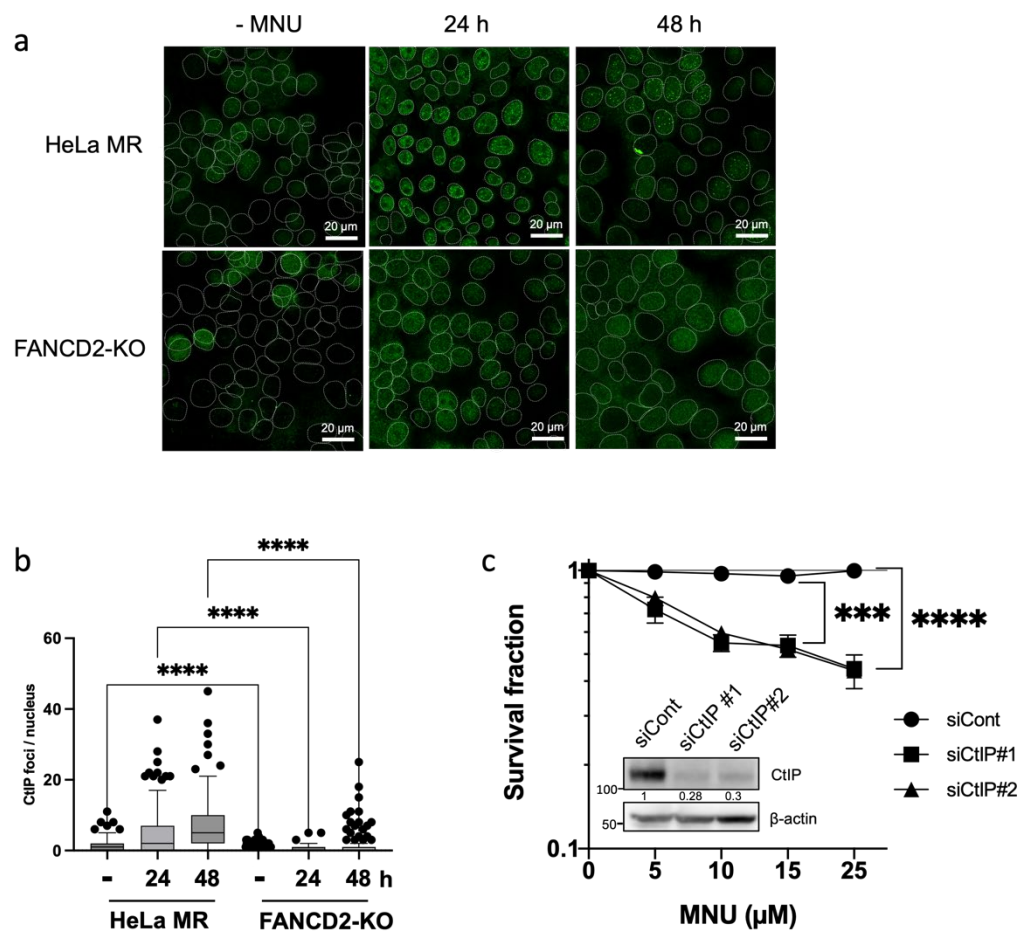 a
- MNU
24 h
48 h
HeLa MR
20 µm
20 µm
20 µm
FANCD2-KO
20 µm
20 µm
20 µm
b
****
****
****
CtIP foci / nucleus
60
40
20
0
- 24 48 - 24 48 h
HeLa MR
FANCD2-KO
c
Survival fraction
1
0.1
***
****
siCont
siCtIP #1
siCtIP#2
CtIP
100
1
0.28
0.3
50
β-actin
siCont
siCtIP#1
siCtIP#2
0 5 10 15 25
MNU (µM)